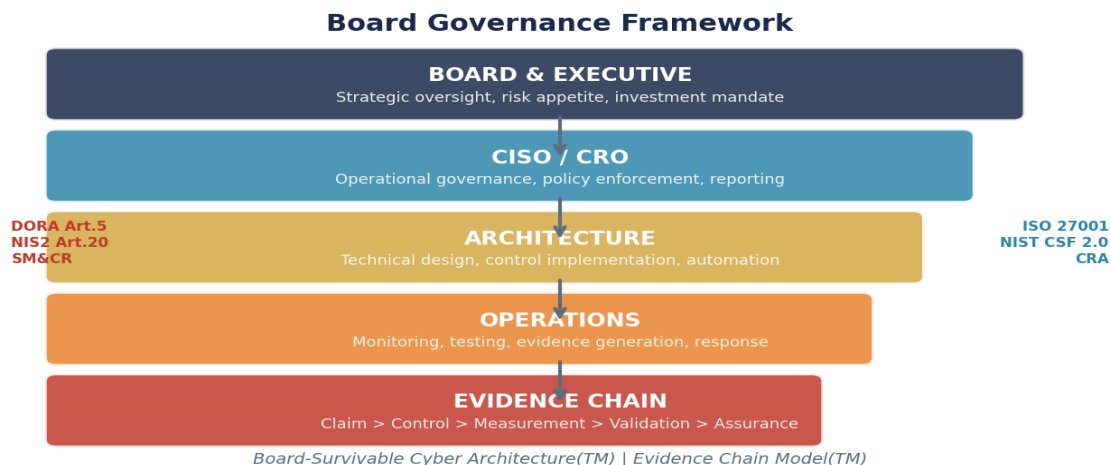 Board Governance Framework
BOARD & EXECUTIVE
Strategic oversight, risk appetite, investment mandate
CISO / CRO
Operational governance, policy enforcement, reporting
DORA Art.5
NIS2 Art.20
SM&CR
ARCHITECTURE
Technical design, control implementation, automation
ISO 27001
NIST CSF 2.0
CRA
OPERATIONS
Monitoring, testing, evidence generation, response
EVIDENCE CHAIN
Claim > Control > Measurement > Validation > Assurance
Board-Survivable Cyber Architecture(TM) | Evidence Chain Model(TM)